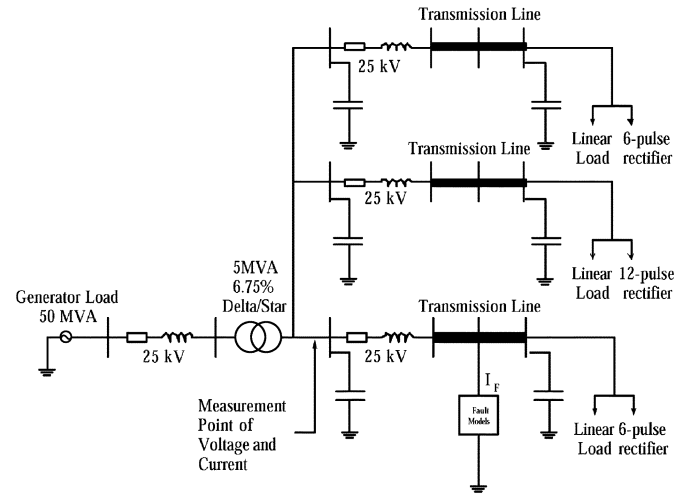 Transmission Line
25 kV
Linear 6-pulse
Load rectifier
Transmission Line
25 kV
Linear 12-pulse
Load rectifier
5MVA
6.75%
Delta/Star
Generator Load
50 MVA
25 kV
Transmission Line
25 kV
I F
Fault
Models
Measurement
Point of
Voltage and
Current
Linear 6-pulse
Load rectifier